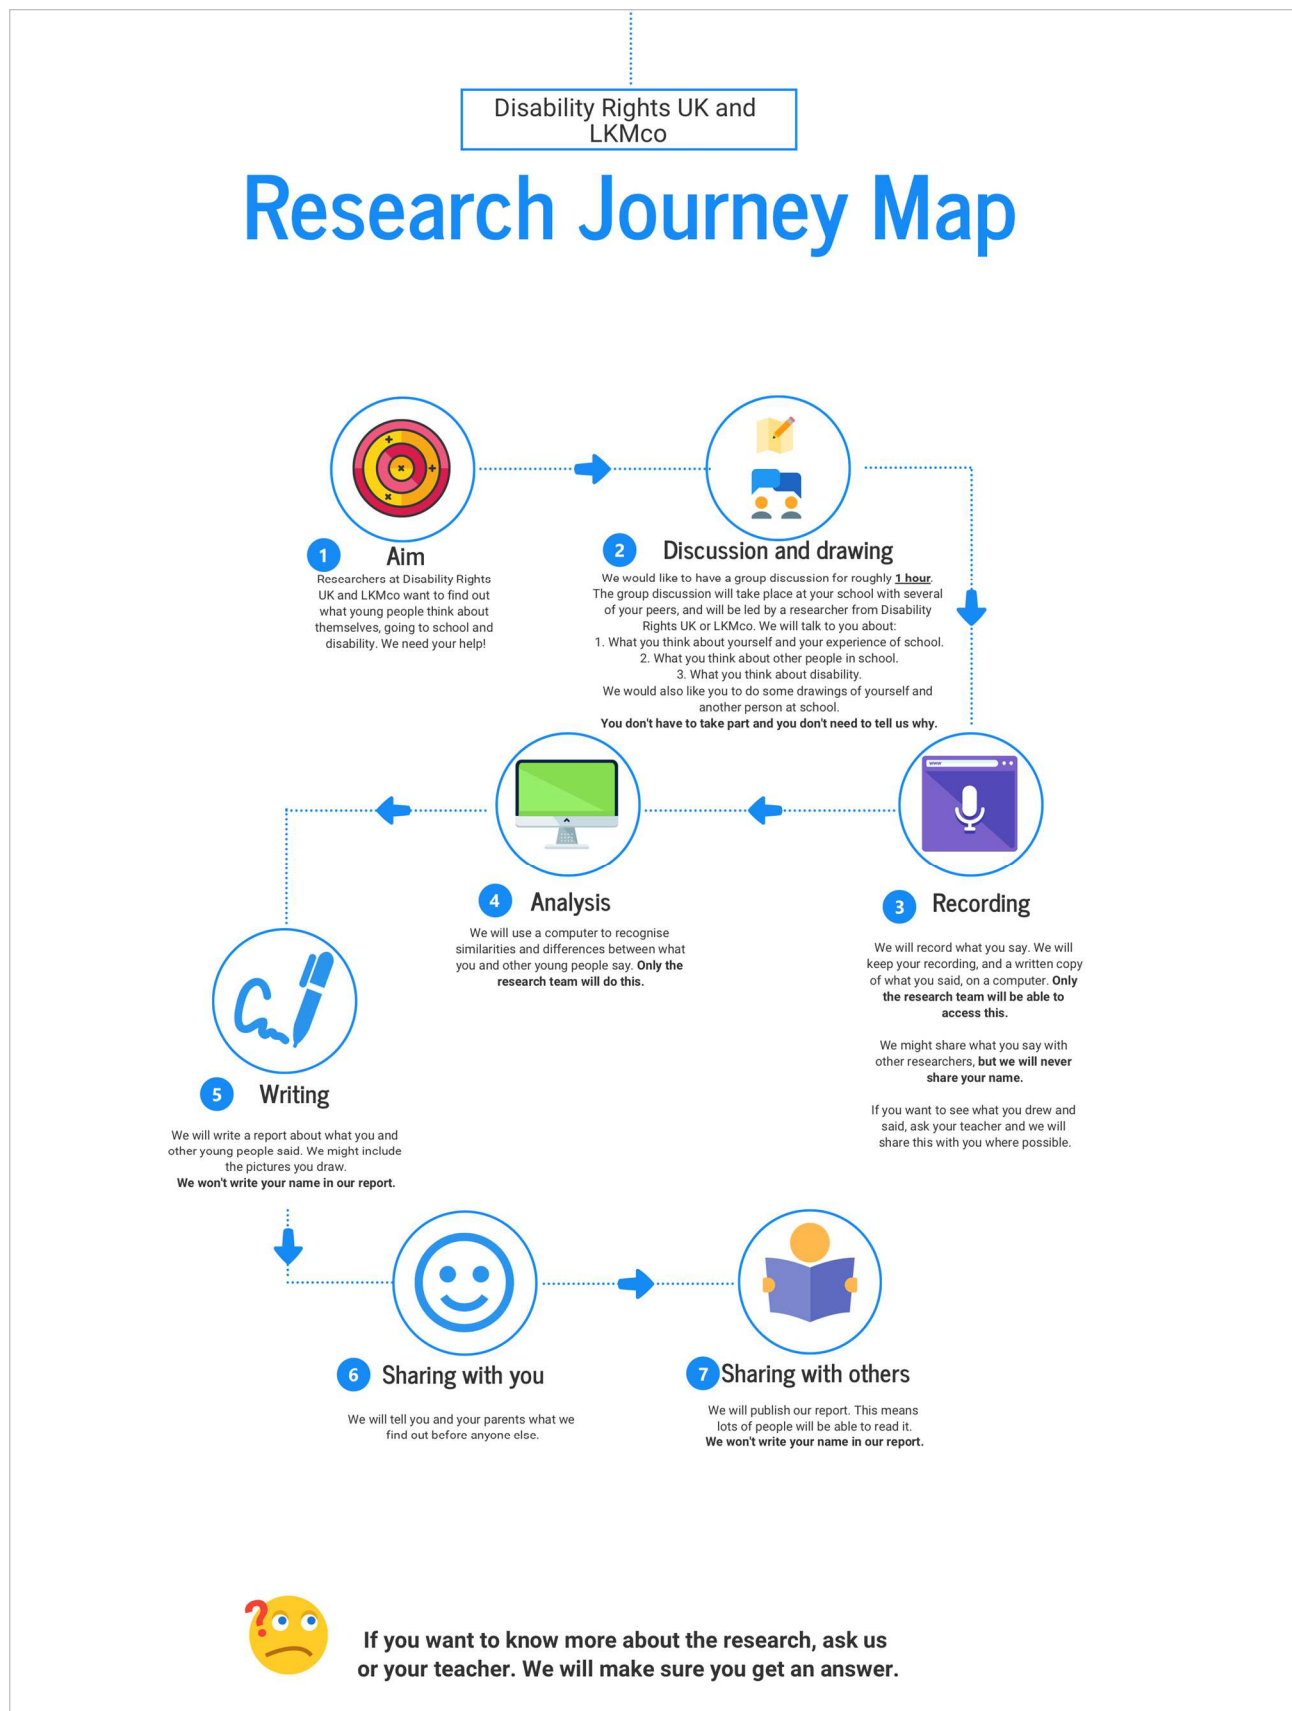 Disability Rights UK and
LKMco
Research Journey Map
1
Aim
Researchers at Disability Rights
UK and LKMco want to find out
what young people think about
themselves, going to school and
disability. We need your help!
2
Discussion and drawing
We would like to have a group discussion for roughly 1 hour.
The group discussion will take place at your school with several
of your peers, and will be led by a researcher from Disability
Rights UK or LKMco. We will talk to you about:
1. What you think about yourself and your experience of school.
2. What you think about other people in school.
3. What you think about disability.
We would also like you to do some drawings of yourself and
another person at school.
You don't have to take part and you don't need to tell us why.
www
3
Recording
We will record what you say. We will
keep your recording, and a written copy
of what you said, on a computer. Only
the research team will be able to
access this.
We might share what you say with
other researchers, but we will never
share your name.
If you want to see what you drew and
said, ask your teacher and we will
share this with you where possible.
4
Analysis
We will use a computer to recognise
similarities and differences between what
you and other young people say. Only the
research team will do this.
5
Writing
We will write a report about what you and
other young people said. We might include
the pictures you draw.
We won't write your name in our report.
6
Sharing with you
We will tell you and your parents what we
find out before anyone else.
7
Sharing with others
We will publish our report. This means
lots of people will be able to read it.
We won't write your name in our report.
?
If you want to know more about the research, ask us
or your teacher. We will make sure you get an answer.